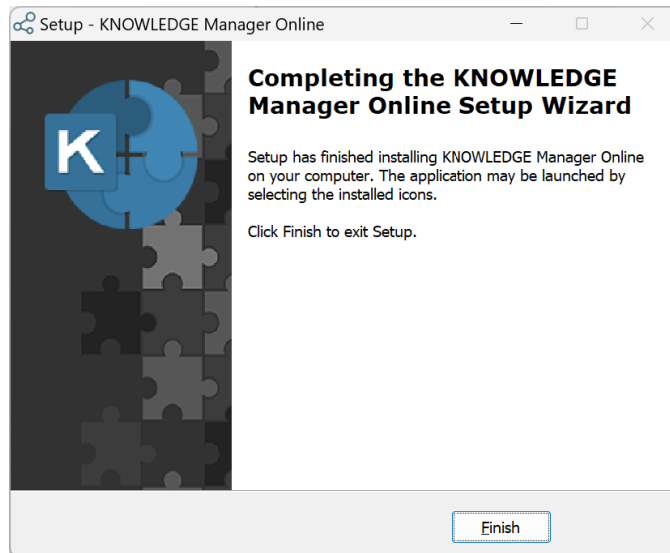 Setup - KNOWLEDGE Manager Online
K
Completing the KNOWLEDGE
Manager Online Setup Wizard
Setup has finished installing KNOWLEDGE Manager Online
on your computer. The application may be launched by
selecting the installed icons.
Click Finish to exit Setup.
Finish